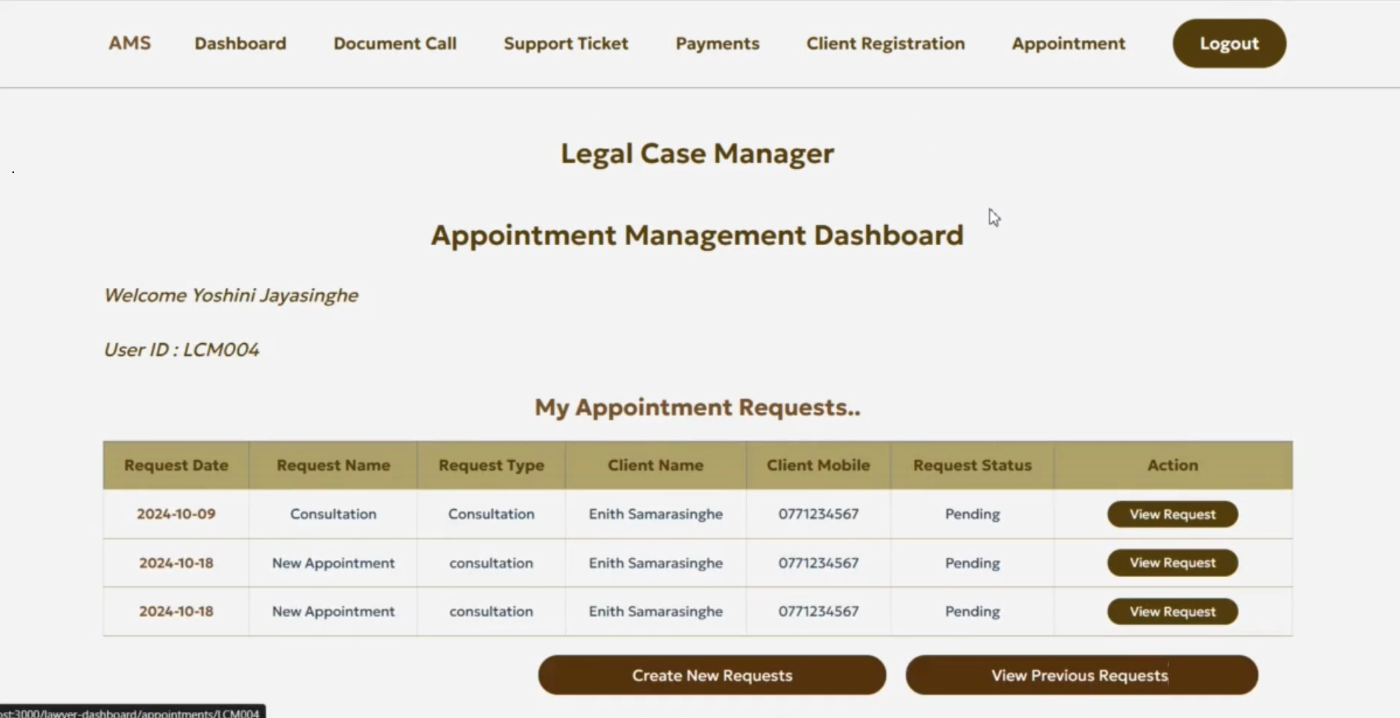 AMS Dashboard Document Call Support Ticket Payments Client Registration Appointment Logout
Legal Case Manager
Appointment Management Dashboard
Welcome Yoshini Jayasinghe
User ID : LCM004
My Appointment Requests..
Request Date Request Name Request Type Client Name Client Mobile Request Status Action
2024-10-09 Consultation Consultation Enith Samarasinghe 0771234567 Pending View Request
2024-10-18 New Appointment consultation Enith Samarasinghe 0771234567 Pending View Request
2024-10-18 New Appointment consultation Enith Samarasinghe 0771234567 Pending View Request
Create New Requests View Previous Requests
ost:3000/lawyer-dashboard/appointments/LCM004